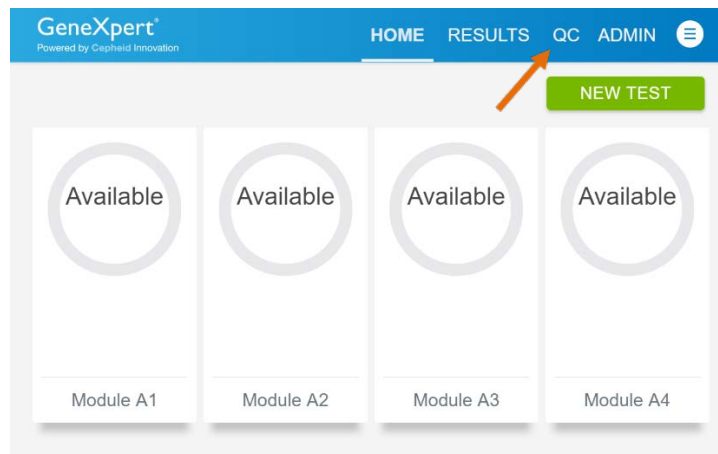 GeneXpert®
Powered by Cepheid Innovation
HOME RESULTS QC ADMIN
NEW TEST
Available Available Available Available
Module A1 Module A2 Module A3 Module A4